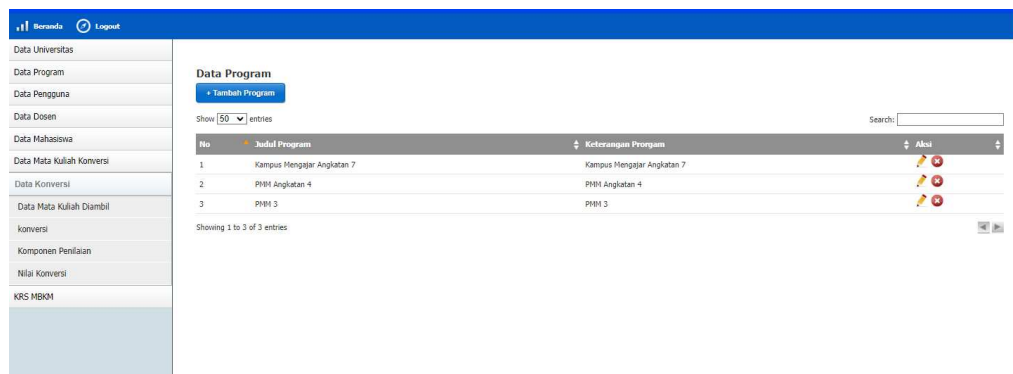 Beranda Logout
Data Universitas
Data Program
Data Pengguna
Data Dosen
Data Mahasiswa
Data Mata Kuliah Konversi
Data Konversi
Data Mata Kuliah Diambil
konversi
Komponen Penilaian
Nilai Konversi
KRS MBKM
Data Program
+ Tambah Program
Show 50 entries Search:
No Judul Program Keterangan Prorgam Aksi
1 Kampus Mengajar Angkatan 7 Kampus Mengajar Angkatan 7
2 PMM Angkatan 4 PMM Angkatan 4
3 PMM 3 PMM 3
Showing 1 to 3 of 3 entries